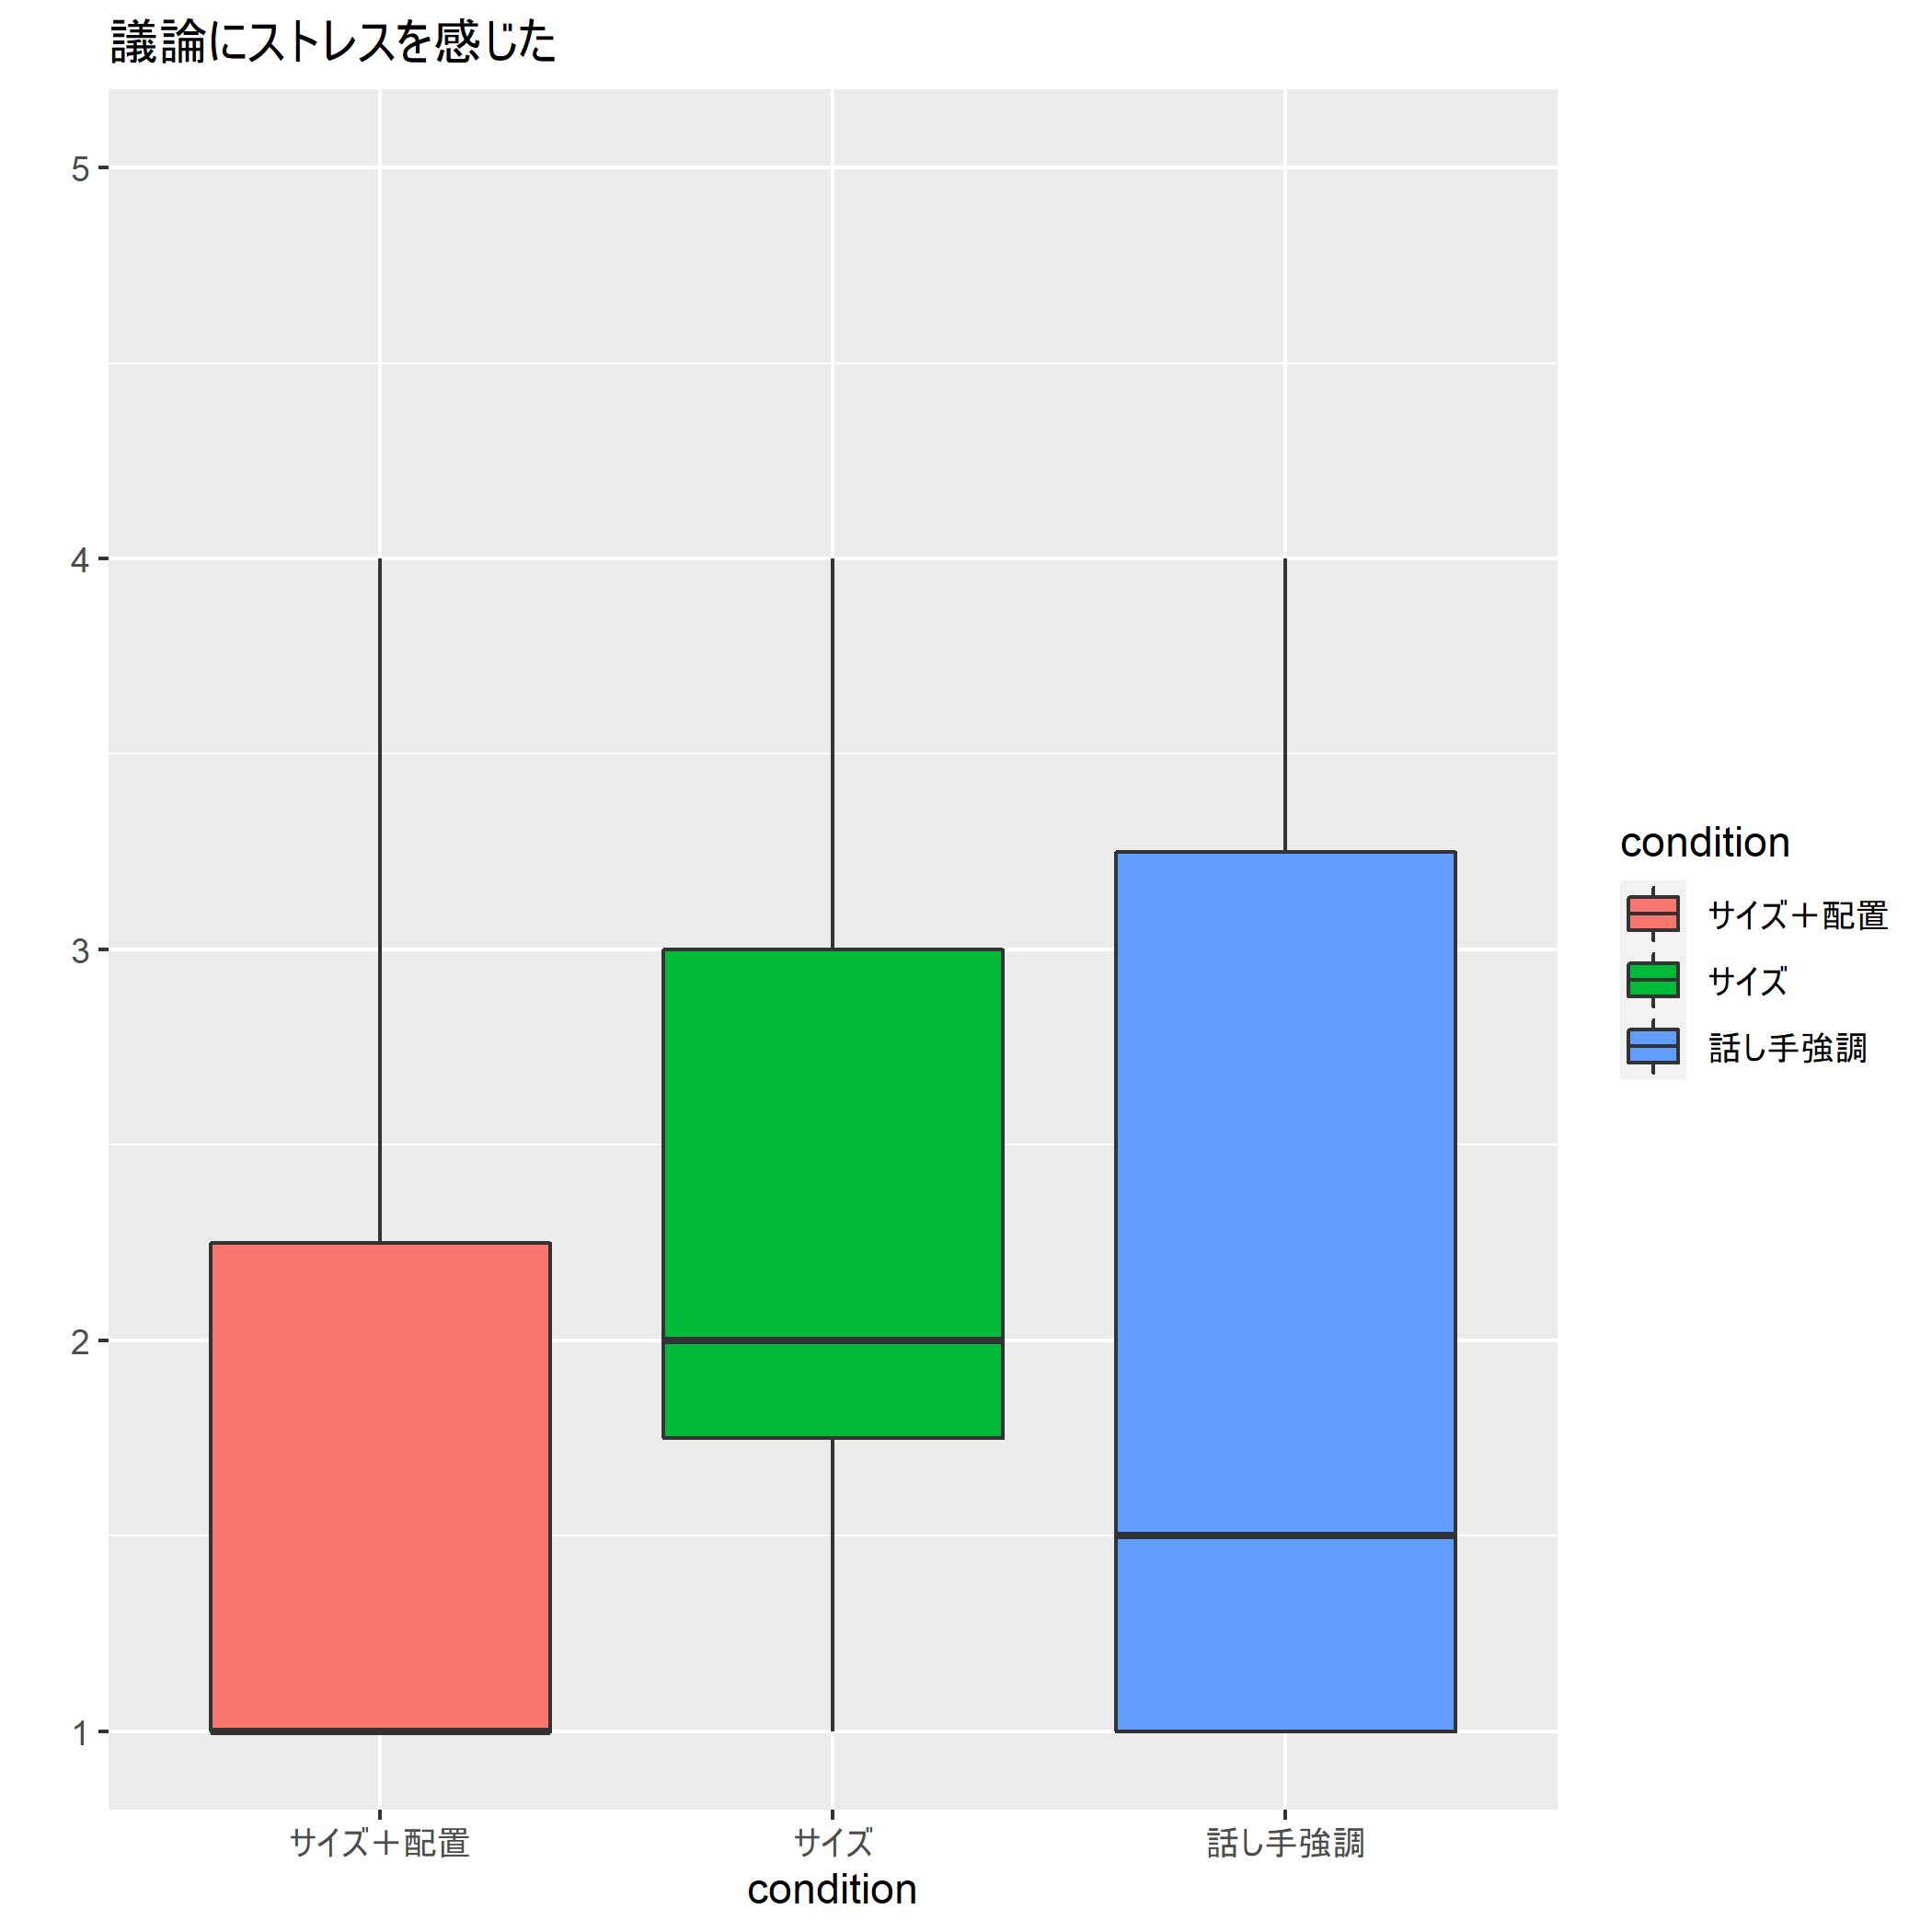 議論にストレスを感じた
5
4
3
2
1
サイズ＋配置
サイズ
話し手強調
condition
condition
サイズ＋配置
サイズ
話し手強調